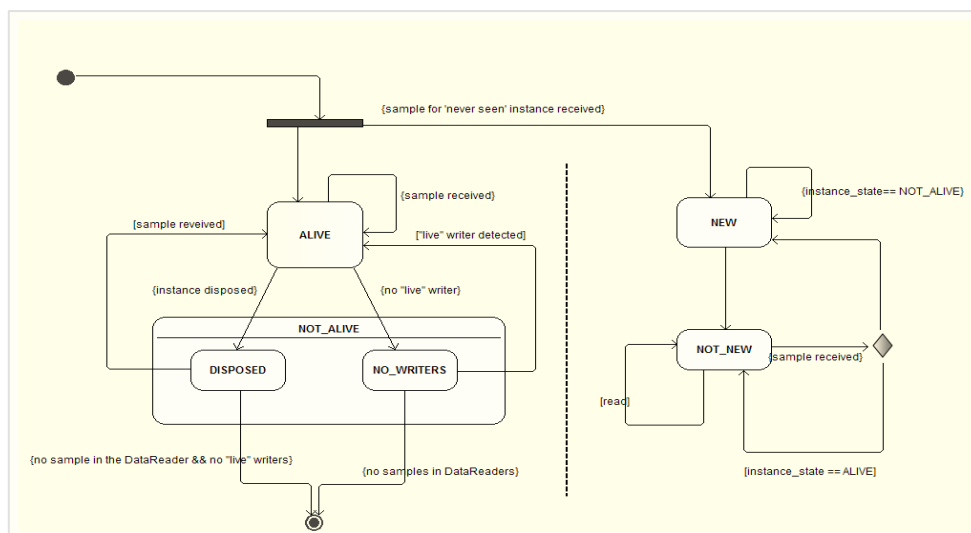 {sample for 'never seen' instance received}
{sample received}
{instance_state== NOT_ALIVE}
[sample reveived]
ALIVE
NEW
["live" writer detected]
{instance disposed}
{no "live" writer}
NOT_ALIVE
NOT_NEW
{sample received}
DISPOSED
NO_WRITERS
[read]
{no sample in the DataReader && no "live" writers}
{no samples in DataReaders}
[instance_state == ALIVE]